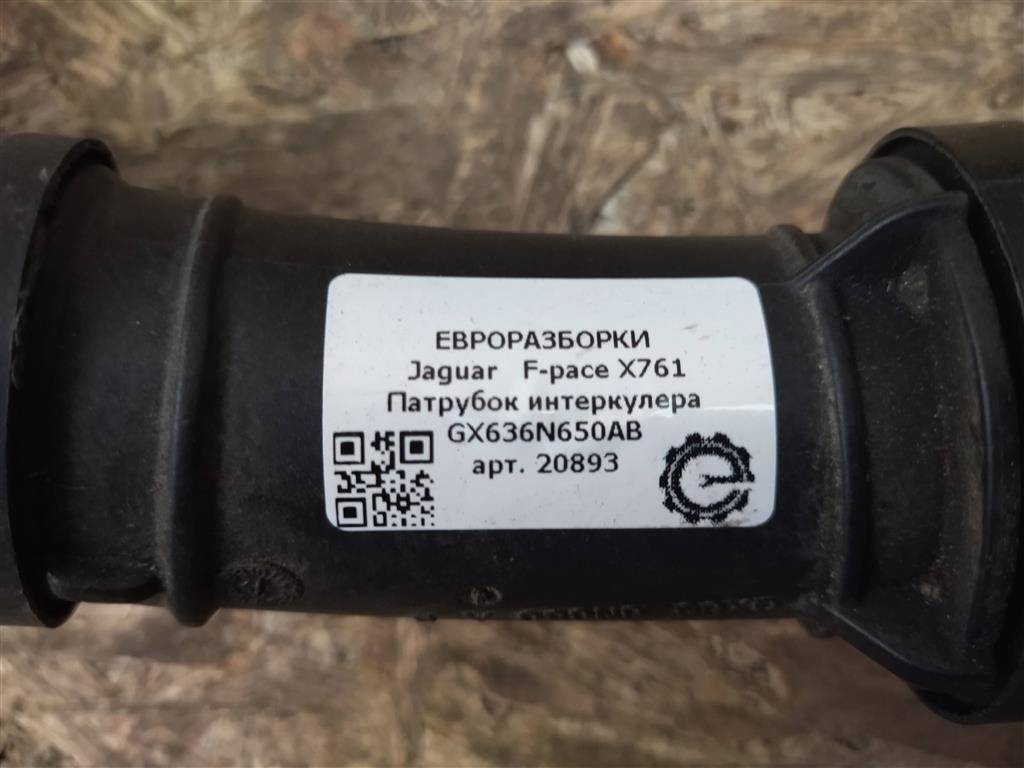 ЕВРОРАЗБОРКИ
Jaguar F-pace X761
Патрубок интеркулера
GX636N650AB
арт. 20893